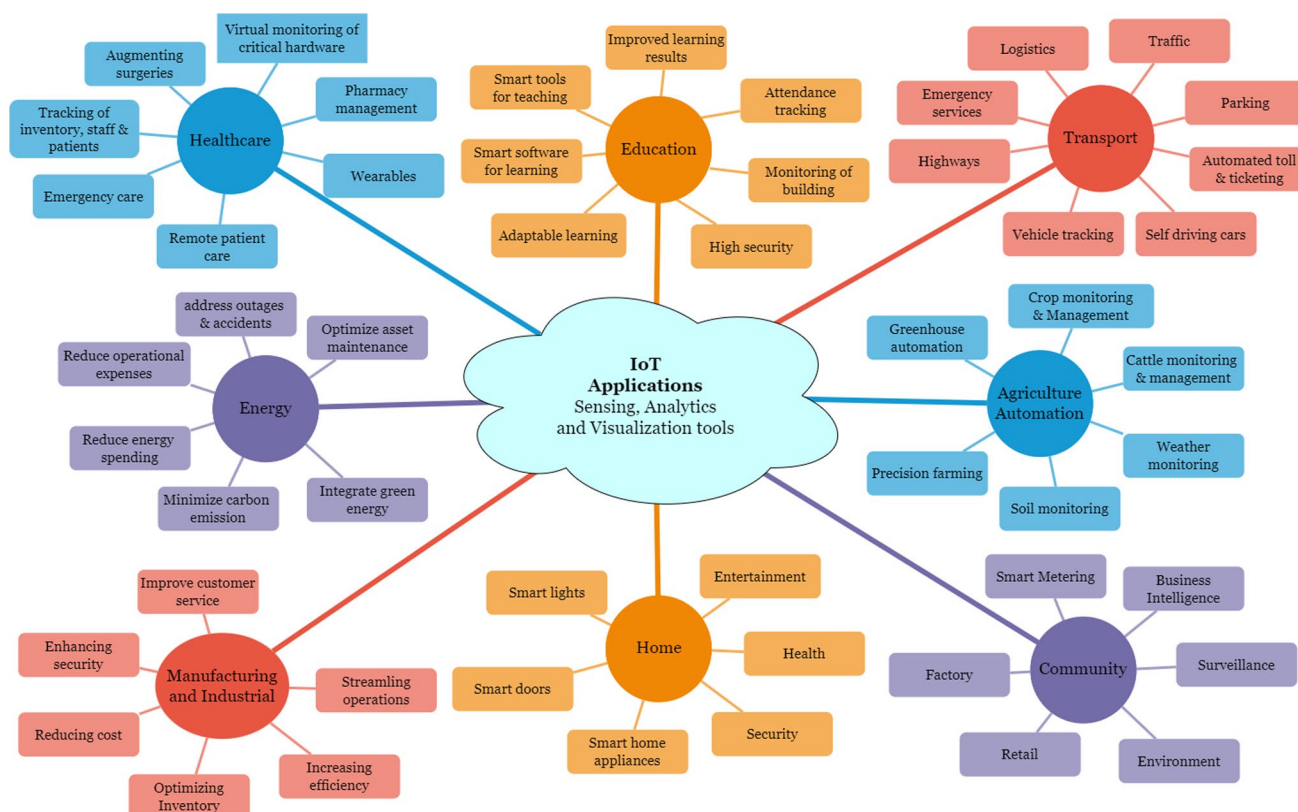 Virtual monitoring of
critical hardware
Augmenting
surgeries
Pharmacy
management
Tracking of
inventory, staff &
patients
Healthcare
Wearables
Emergency care
Remote patient
care
Improved learning
results
Smart tools
for teaching
Attendance
tracking
Education
Smart software
for learning
Monitoring of
building
Adaptable learning
High security
Logistics
Traffic
Emergency
services
Parking
Transport
Highways
Automated toll
& ticketing
Vehicle tracking
Self driving cars
address outages
& accidents
Optimize asset
maintenance
Reduce operational
expenses
Energy
Reduce energy
spending
Minimize carbon
emission
Integrate green
energy
IoT
Applications
Sensing, Analytics
and Visualization tools
Crop monitoring
& Management
Greenhouse
automation
Cattle monitoring
& management
Agriculture
Automation
Precision farming
Weather
monitoring
Soil monitoring
Improve customer
service
Enhancing
security
Manufacturing
and Industrial
Streamling
operations
Reducing cost
Optimizing
Inventory
Increasing
efficiency
Smart lights
Entertainment
Home
Health
Smart doors
Smart home
appliances
Security
Smart Metering
Business
Intelligence
Factory
Community
Surveillance
Retail
Environment